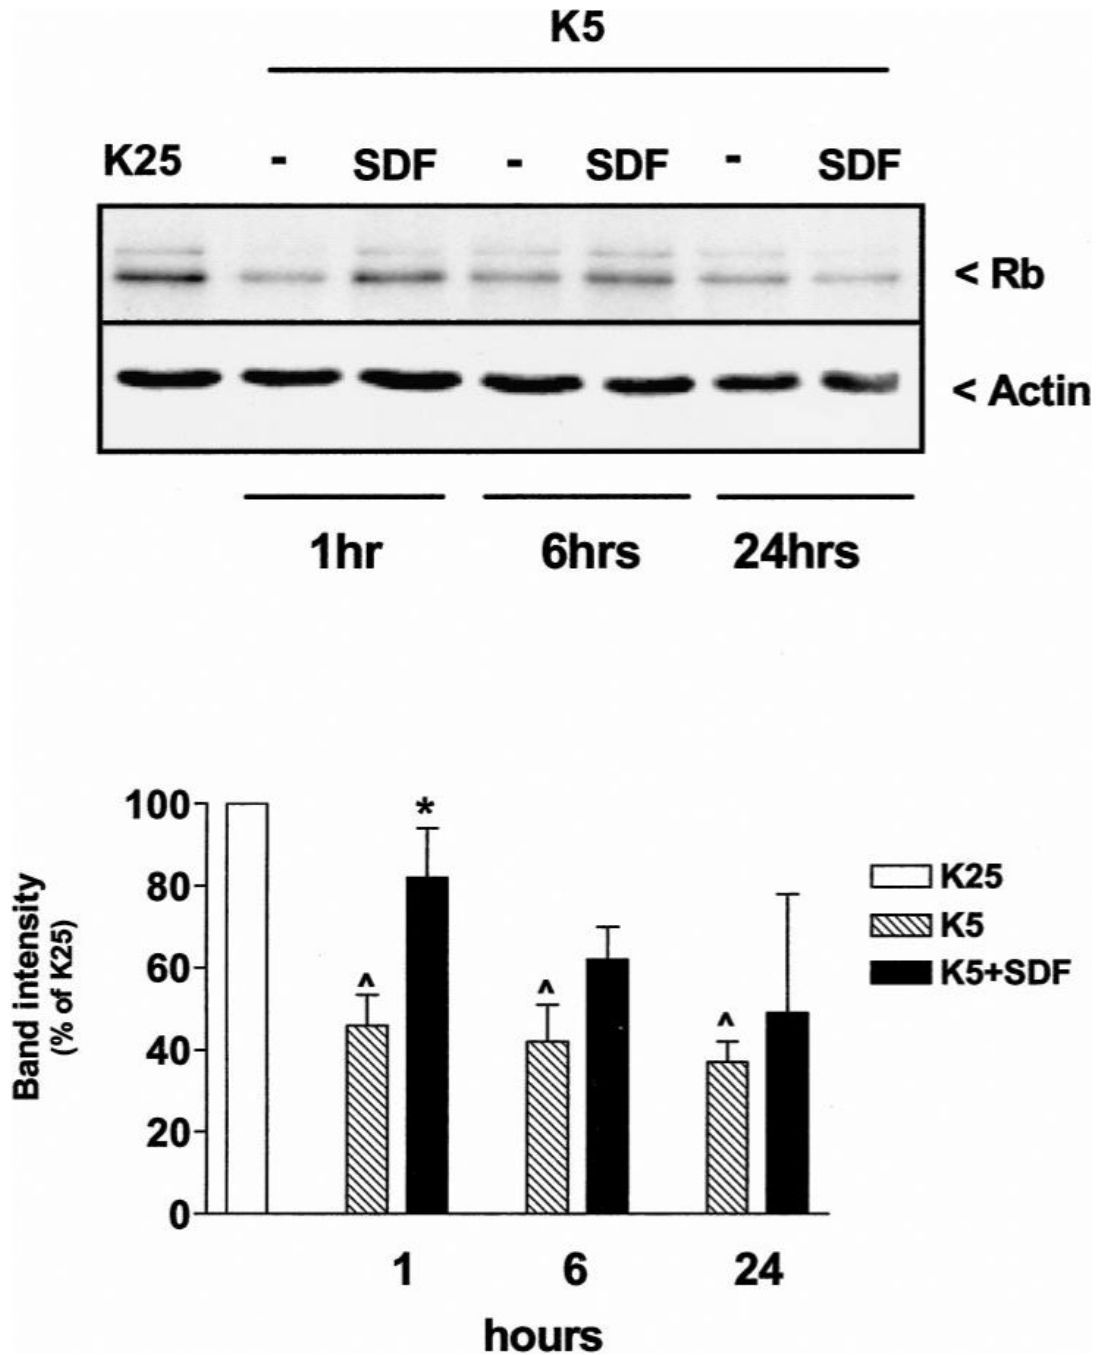 K5
K25 - SDF - SDF - SDF
< Rb
< Actin
1hr 6hrs 24hrs
100
80
60
40
20
0
Band intensity
(% of K25)
*
^ ^ ^
K25
K5
K5+SDF
1 6 24
hours